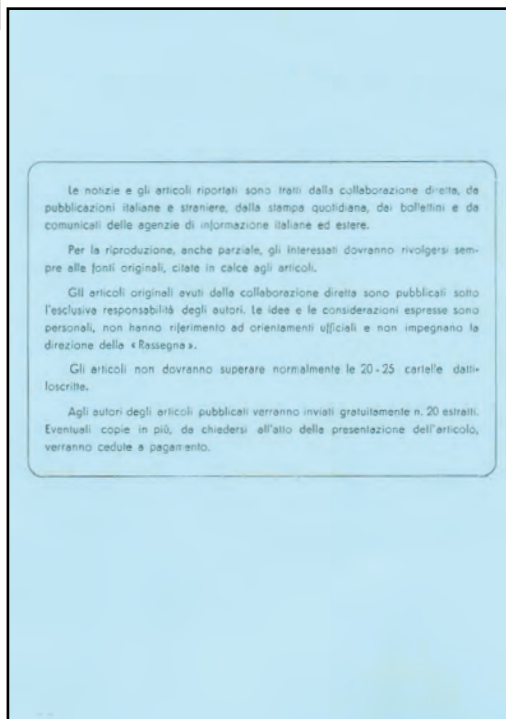 Le notizie e gli articoli riportati sono tratti dalla collaborazione diretta, da
pubblicazioni italiane e straniere, dalla stampa quotidiana, dai bollettini e da
comunicati delle agenzie di informazione italiane ed estere.
Per la riproduzione, anche parziale, gli interessati dovranno rivolgersi sem-
pre alle fonti originali, citate in calce agli articoli.
Gli articoli originali avuti dalla collaborazione diretta sono pubblicati sotto
l'esclusiva responsabilità degli autori. Le idee e le considerazioni espresse sono
personali, non hanno riferimento ad orientamenti ufficiali e non impegnano la
direzione della « Rassegna ».
Gli articoli non dovranno superare normalmente le 20 - 25 cartelle datti-
loscritte.
Agli autori degli articoli pubblicati verranno inviati gratuitamente n. 20 estratti.
Eventuali copie in più, da chiedersi all'atto della presentazione dell'articolo,
verranno cedute a pagamento.